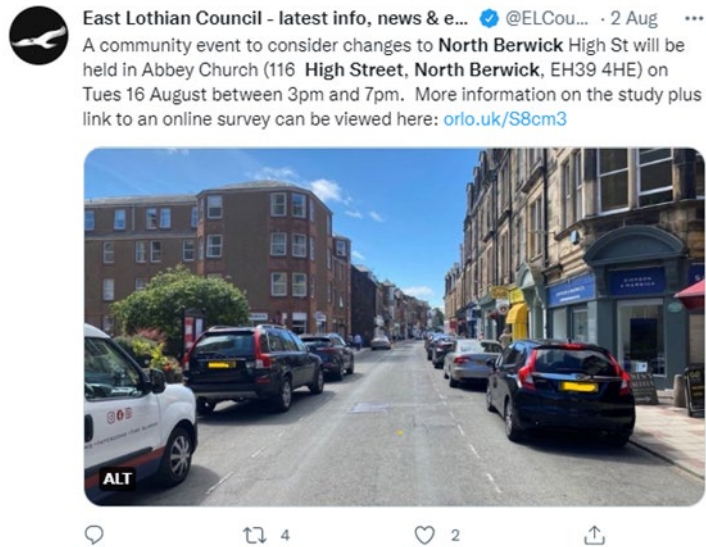 East Lothian Council - latest info, news & e... @ELCou... · 2 Aug ···
A community event to consider changes to North Berwick High St will be
held in Abbey Church (116 High Street, North Berwick, EH39 4HE) on
Tues 16 August between 3pm and 7pm. More information on the study plus
link to an online survey can be viewed here: orlo.uk/S8cm3
ALT
4 2